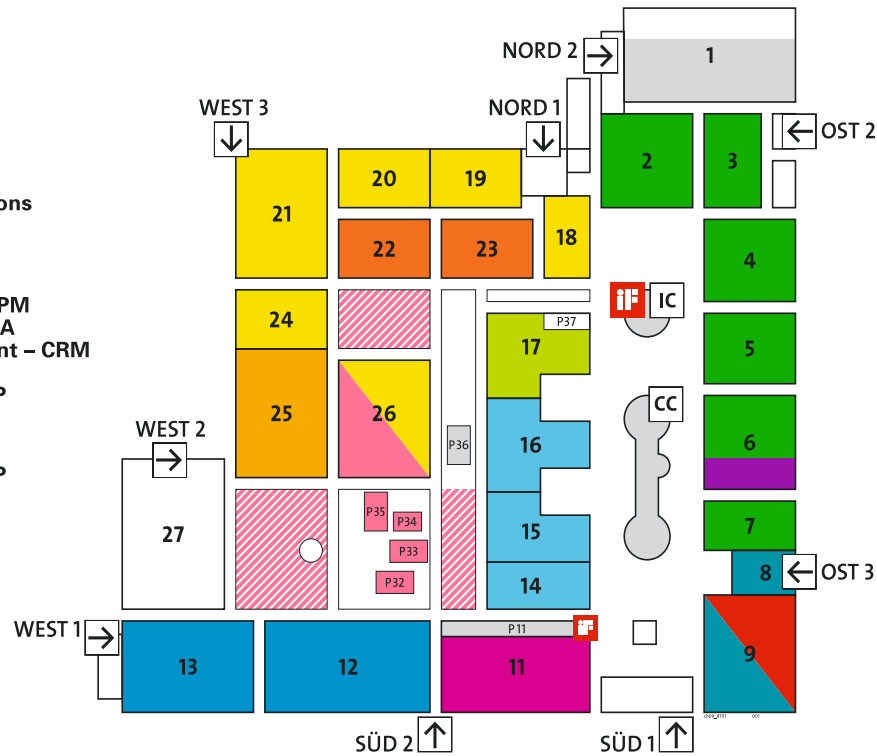 NORD 2
1
WEST 3
NORD 1
OST 2
2
3
20
19
ons
21
18
22
23
4
PM
A
nt – CRM
iF
IC
P37
24
17
5
P
CC
25
26
16
6
WEST 2
P36
P
P35
P34
7
27
15
P33
P32
14
8
OST 3
WEST 1
P11
iF
13
12
11
9
001
SÜD 2
SÜD 1